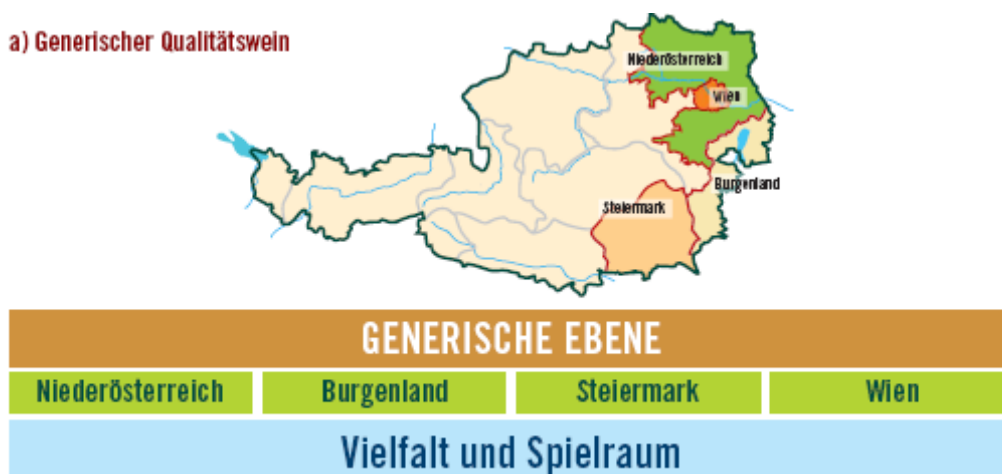 a) Generischer Qualitätswein
Niederösterreich
Wien
Burgenland
Steiermark
GENERISCHE EBENE
Niederösterreich Burgenland Steiermark Wien
Vielfalt und Spielraum